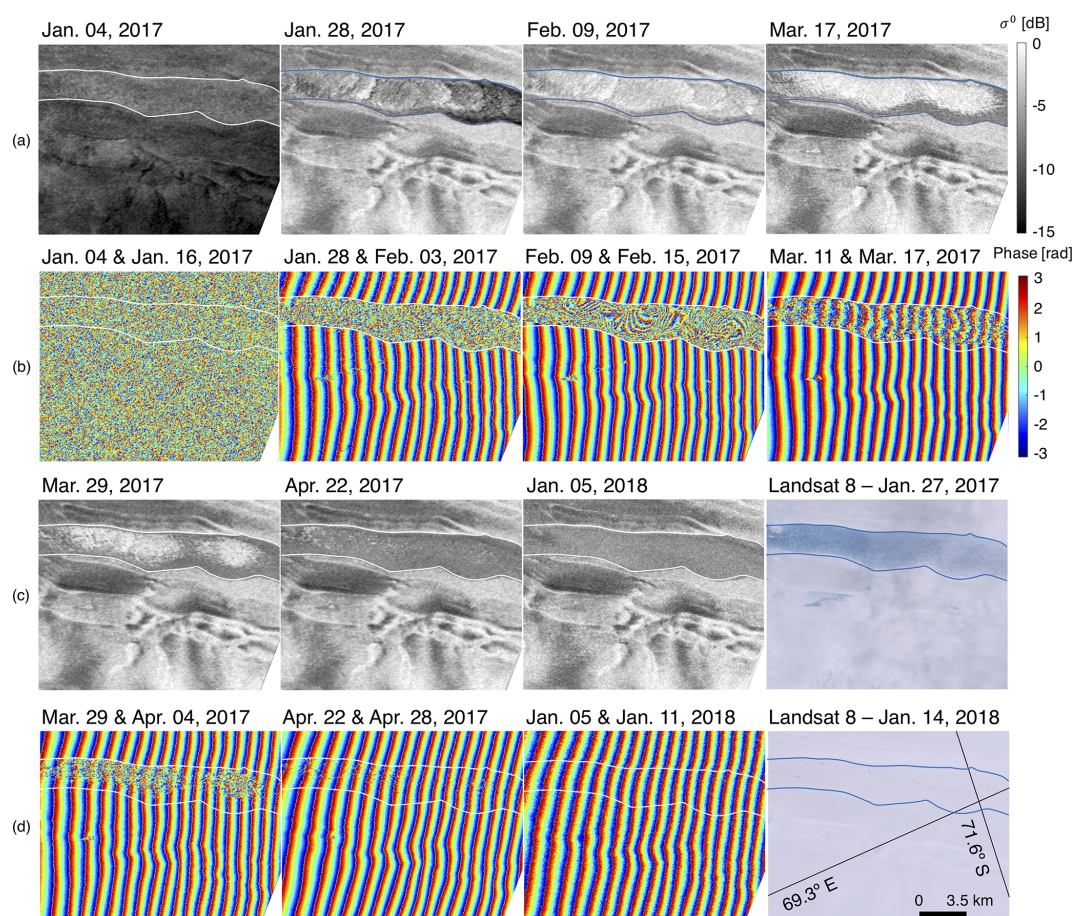 Jan. 04, 2017 Jan. 28, 2017 Feb. 09, 2017 Mar. 17, 2017 σ⁰ [dB]
0
-5
(a)
-10
-15
Jan. 04 & Jan. 16, 2017 Jan. 28 & Feb. 03, 2017 Feb. 09 & Feb. 15, 2017 Mar. 11 & Mar. 17, 2017 Phase [rad]
3
2
1
(b)
0
-1
-2
-3
Mar. 29, 2017 Apr. 22, 2017 Jan. 05, 2018 Landsat 8 – Jan. 27, 2017
(c)
Mar. 29 & Apr. 04, 2017 Apr. 22 & Apr. 28, 2017 Jan. 05 & Jan. 11, 2018 Landsat 8 – Jan. 14, 2018
(d)
71.6° S
69.3° E
0 3.5 km